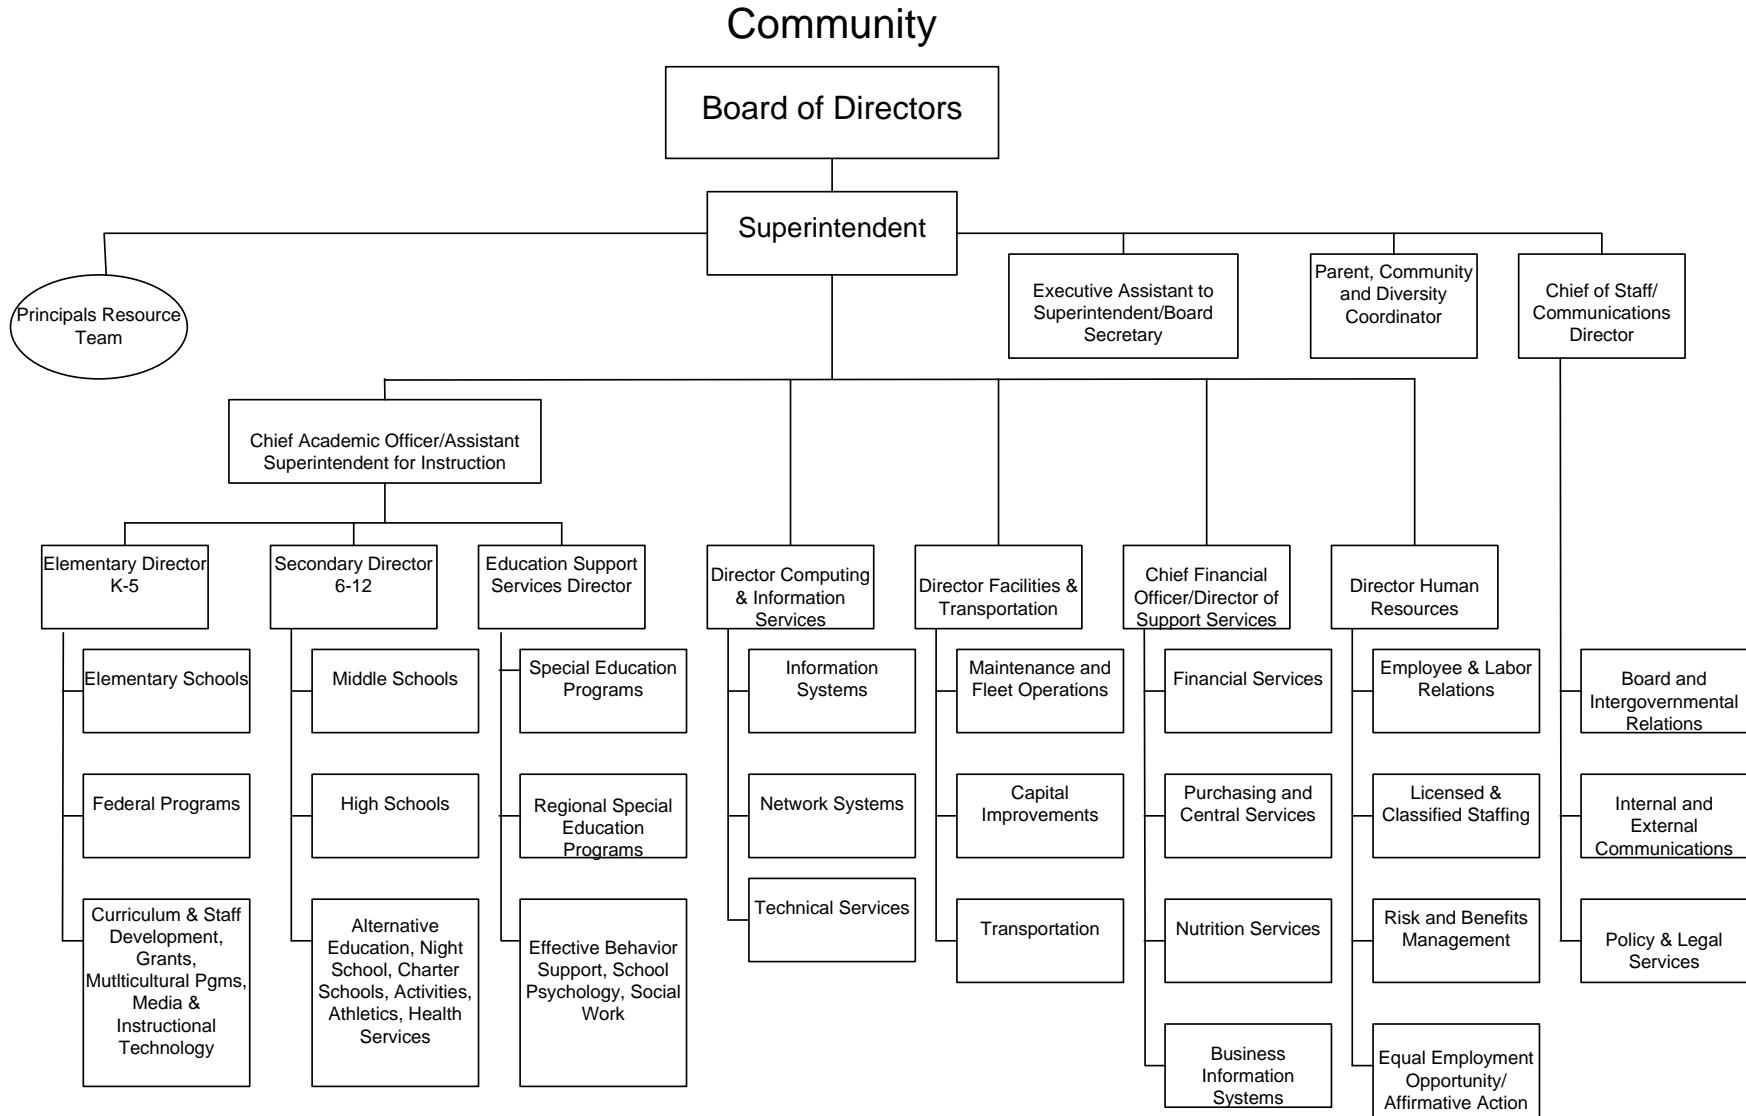 Community
Board of Directors
Superintendent
Principals Resource
Team
Executive Assistant to
Superintendent/Board
Secretary
Parent, Community
and Diversity
Coordinator
Chief of Staff/
Communications
Director
Chief Academic Officer/Assistant
Superintendent for Instruction
Elementary Director
K-5
Secondary Director
6-12
Education Support
Services Director
Director Computing
& Information
Services
Director Facilities &
Transportation
Chief Financial
Officer/Director of
Support Services
Director Human
Resources
Elementary Schools
Middle Schools
Special Education
Programs
Information
Systems
Maintenance and
Fleet Operations
Financial Services
Employee & Labor
Relations
Board and
Intergovernmental
Relations
Federal Programs
High Schools
Regional Special
Education
Programs
Network Systems
Capital
Improvements
Purchasing and
Central Services
Licensed &
Classified Staffing
Internal and
External
Communications
Curriculum & Staff
Development,
Grants,
Mutlticultural Pgms,
Media &
Instructional
Technology
Alternative
Education, Night
School, Charter
Schools, Activities,
Athletics, Health
Services
Effective Behavior
Support, School
Psychology, Social
Work
Technical Services
Transportation
Nutrition Services
Risk and Benefits
Management
Policy & Legal
Services
Business
Information
Systems
Equal Employment
Opportunity/
Affirmative Action